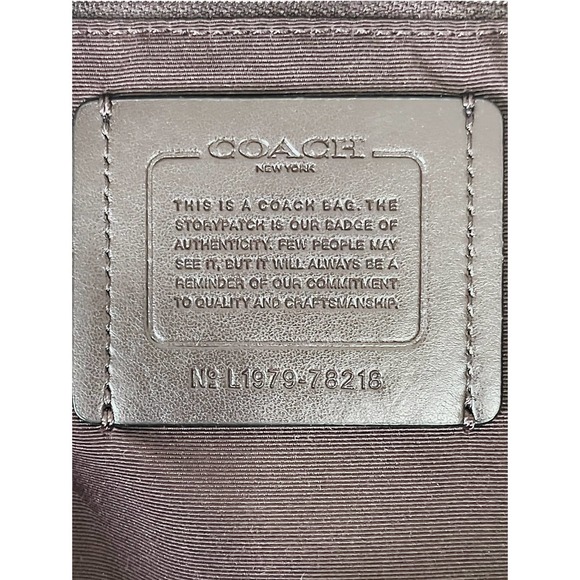 COACH
NEW YORK
THIS IS A COACH BAG. THE
STORYPATCH IS OUR BADGE OF
AUTHENTICITY. FEW PEOPLE MAY
SEE IT, BUT IT WILL ALWAYS BE A
REMINDER OF OUR COMMITMENT
TO QUALITY AND CRAFTSMANSHIP.
Nº L1979-78218